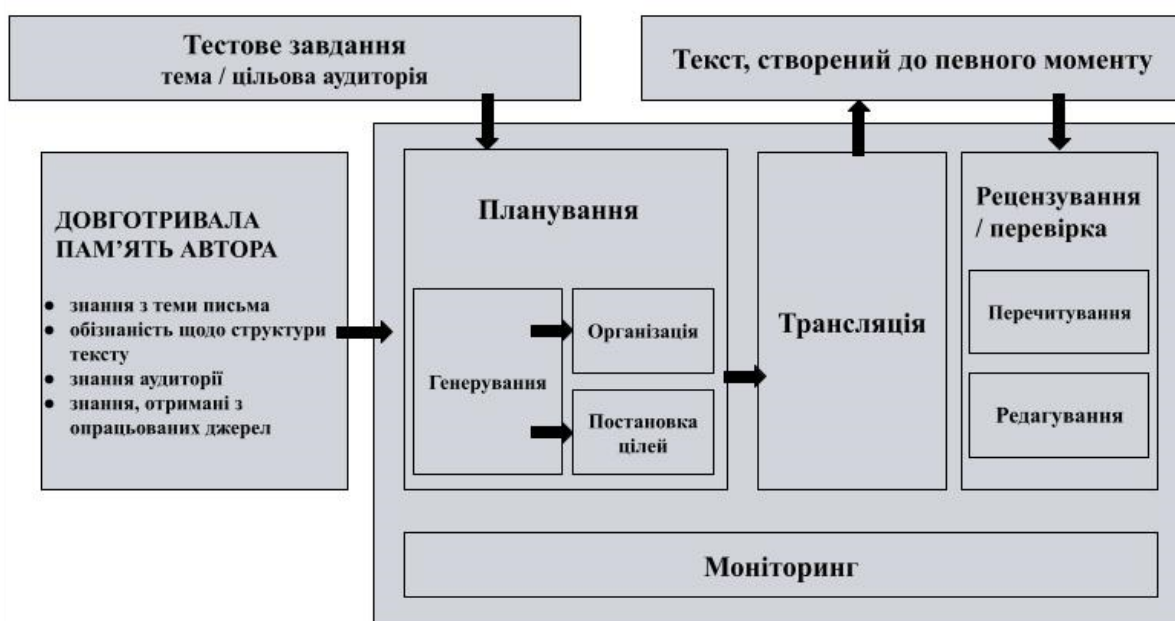 Тестове завдання
тема / цільова аудиторія
Текст, створений до певного моменту
ДОВГОТРИВАЛА
ПАМ’ЯТЬ АВТОРА
● знання з теми письма
● обізнаність щодо структури
тексту
● знання аудиторії
● знання, отримані з
опрацьованих джерел
Планування
Генерування
Організація
Постановка
цілей
Трансляція
Рецензування
/ перевірка
Перечитування
Редагування
Моніторинг